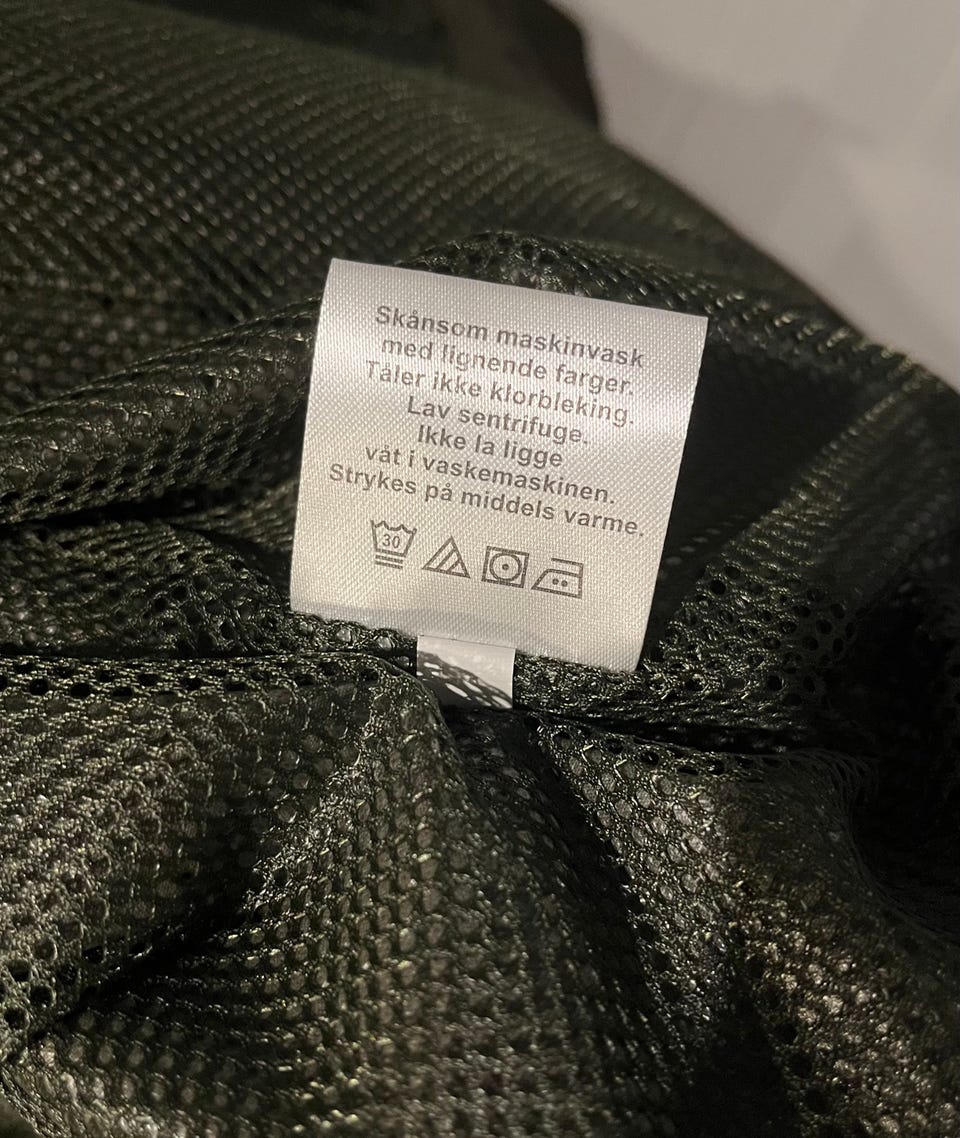 Skånsom maskinvask
med lignende farger.
Tåler ikke klorbleking.
Lav sentrifuge.
Ikke la ligge
våt i vaskemaskinen.
Strykes på middels varme.
30